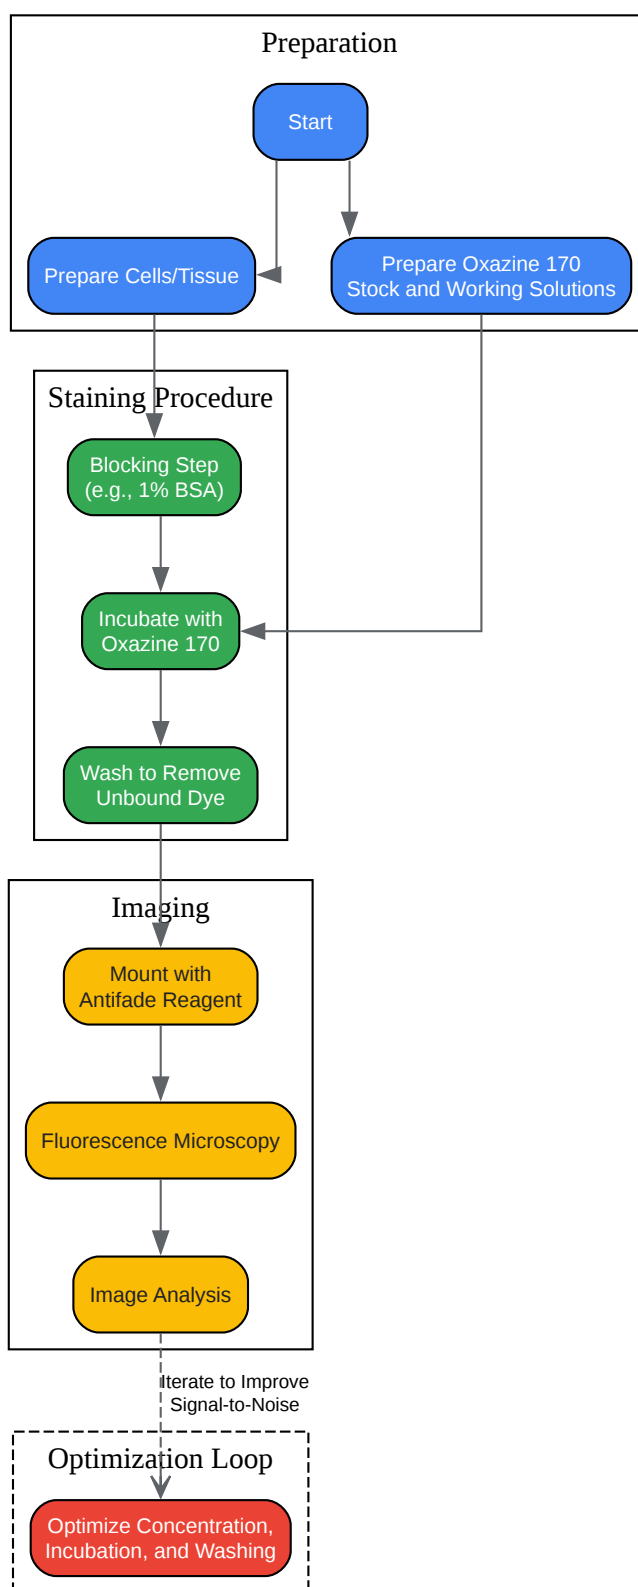 Preparation
Start
Prepare Cells/Tissue
Prepare Oxazine 170
Stock and Working Solutions
Staining Procedure
Blocking Step
(e.g., 1% BSA)
Incubate with
Oxazine 170
Wash to Remove
Unbound Dye
Imaging
Mount with
Antifade Reagent
Fluorescence Microscopy
Image Analysis
Iterate to Improve
Signal-to-Noise
Optimization Loop
Optimize Concentration,
Incubation, and Washing